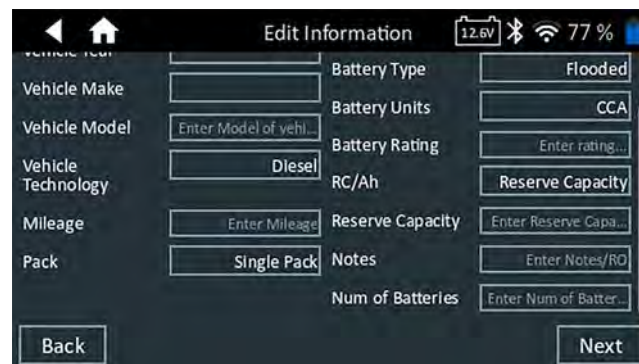 Edit Information
12.6V
77 %
Vehicle Year
Vehicle Make
Vehicle Model Enter Model of vehi...
Vehicle Technology Diesel
Mileage Enter Mileage
Pack Single Pack
Battery Type Flooded
Battery Units CCA
Battery Rating Enter rating...
RC/Ah Reserve Capacity
Reserve Capacity Enter Reserve Capa...
Notes Enter Notes/RO
Num of Batteries Enter Num of Batter...
Back
Next